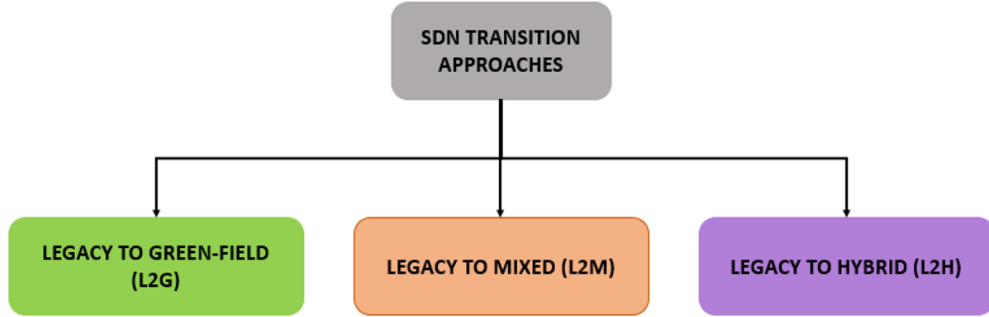 SDN TRANSITION
APPROACHES
LEGACY TO GREEN-FIELD
(L2G)
LEGACY TO MIXED (L2M)
LEGACY TO HYBRID (L2H)